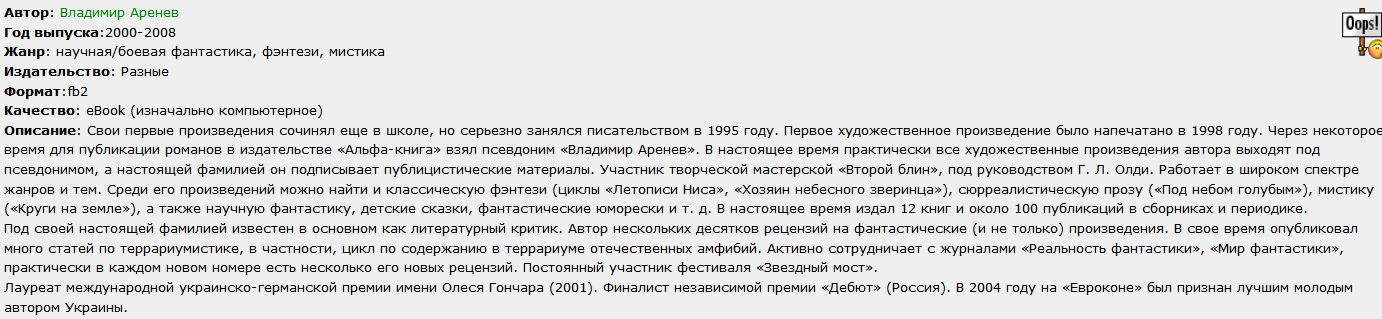 Автор: Владимир Аренев
Oops!
Год выпуска:2000-2008
Жанр: научная/боевая фантастика, фэнтези, мистика
Издательство: Разные
Формат:fb2
Качество: eBook (изначально компьютерное)
Описание: Свои первые произведения сочинял еще в школе, но серьезно занялся писательством в 1995 году. Первое художественное произведение было напечатано в 1998 году. Через некоторое
время для публикации романов в издательстве «Альфа-книга» взял псевдоним «Владимир Аренев». В настоящее время практически все художественные произведения автора выходят под
псевдонимом, а настоящей фамилией он подписывает публицистические материалы. Участник творческой мастерской «Второй блин», под руководством Г. Л. Олди. Работает в широком спектре
жанров и тем. Среди его произведений можно найти и классическую фэнтези (циклы «Летописи Ниса», «Хозяин небесного зверинца»), сюрреалистическую прозу («Под небом голубым»), мистику
(«Круги на земле»), а также научную фантастику, детские сказки, фантастические юморески и т. д. В настоящее время издал 12 книг и около 100 публикаций в сборниках и периодике.
Под своей настоящей фамилией известен в основном как литературный критик. Автор нескольких десятков рецензий на фантастические (и не только) произведения. В свое время опубликовал
много статей по террариумистике, в частности, цикл по содержанию в террариуме отечественных амфибий. Активно сотрудничает с журналами «Реальность фантастики», «Мир фантастики»,
практически в каждом новом номере есть несколько его новых рецензий. Постоянный участник фестиваля «Звездный мост».
Лауреат международной украинско-германской премии имени Олеся Гончара (2001). Финалист независимой премии «Дебют» (Россия). В 2004 году на «Евроконе» был признан лучшим молодым
автором Украины.